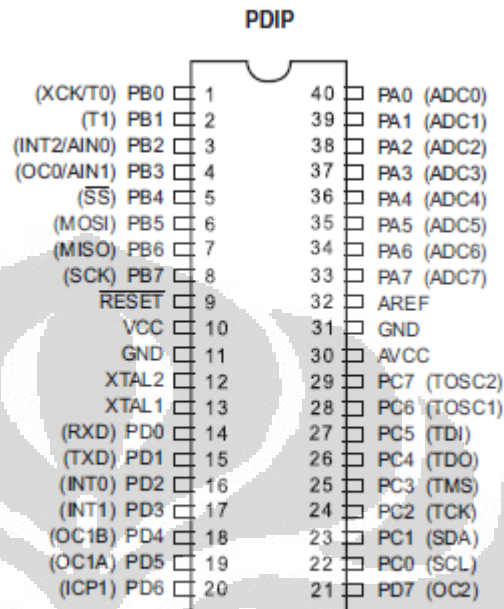 PDIP
(XCK/T0) PB0 1 40 PA0 (ADC0)
(T1) PB1 2 39 PA1 (ADC1)
(INT2/AIN0) PB2 3 38 PA2 (ADC2)
(OC0/AIN1) PB3 4 37 PA3 (ADC3)
(SS) PB4 5 36 PA4 (ADC4)
(MOSI) PB5 6 35 PA5 (ADC5)
(MISO) PB6 7 34 PA6 (ADC6)
(SCK) PB7 8 33 PA7 (ADC7)
RESET 9 32 AREF
VCC 10 31 GND
GND 11 30 AVCC
XTAL2 12 29 PC7 (TOSC2)
XTAL1 13 28 PC6 (TOSC1)
(RXD) PD0 14 27 PC5 (TDI)
(TXD) PD1 15 26 PC4 (TDO)
(INT0) PD2 16 25 PC3 (TMS)
(INT1) PD3 17 24 PC2 (TCK)
(OC1B) PD4 18 23 PC1 (SDA)
(OC1A) PD5 19 22 PC0 (SCL)
(ICP1) PD6 20 21 PD7 (OC2)